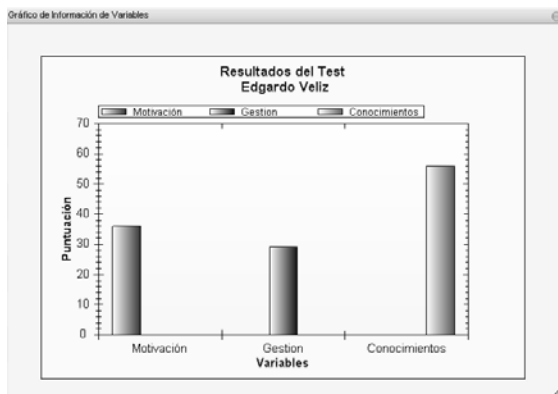 Gráfico de Información de Variables
Resultados del Test
Edgardo Veliz
Motivación Gestion Conocimientos
70
60
50
40
30
20
10
0
Puntuación
Motivación Gestion Conocimientos
Variables